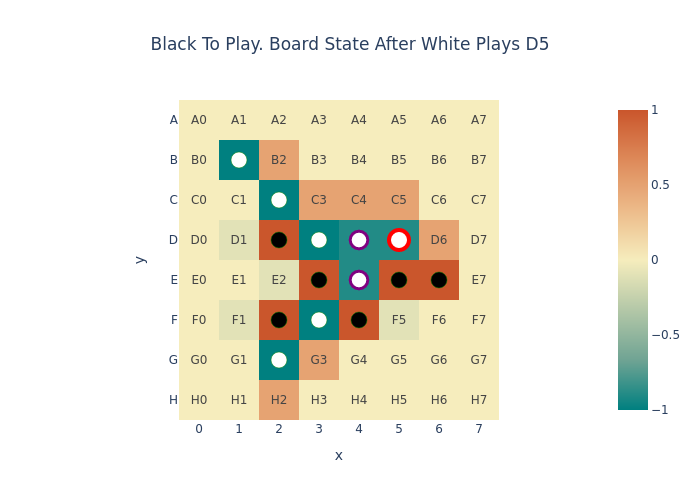 Black To Play. Board State After White Plays D5
A A0 A1 A2 A3 A4 A5 A6 A7
B B0 B2 B3 B4 B5 B6 B7
C C0 C1 C3 C4 C5 C6 C7
D D0 D1 D6 D7
E E0 E1 E2 E7
F F0 F1 F5 F6 F7
G G0 G1 G3 G4 G5 G6 G7
H H0 H1 H2 H3 H4 H5 H6 H7
0 1 2 3 4 5 6 7
x
y
1
0.5
0
−0.5
−1